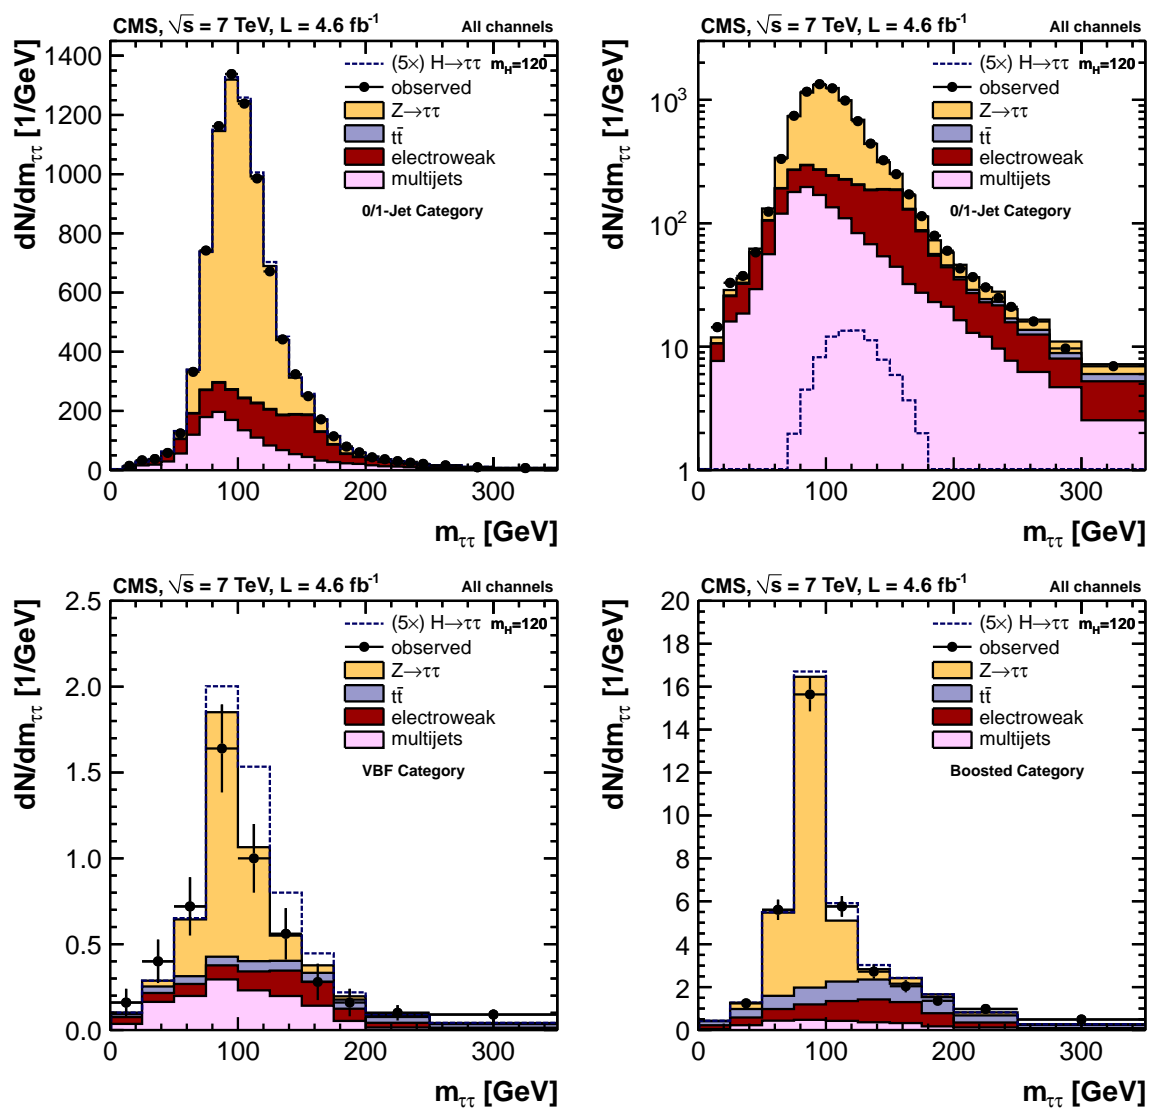 CMS, √s = 7 TeV, L = 4.6 fb⁻¹ All channels
dN/dm_ττ [1/GeV]
1400
1200
1000
800
600
400
200
0
(5×) H→ττ m_H=120
observed
Z→ττ
tt̄
electroweak
multijets
0/1-Jet Category
0 100 200 300
m_ττ [GeV]
CMS, √s = 7 TeV, L = 4.6 fb⁻¹ All channels
dN/dm_ττ [1/GeV]
10³
10²
10
1
(5×) H→ττ m_H=120
observed
Z→ττ
tt̄
electroweak
multijets
0/1-Jet Category
0 100 200 300
m_ττ [GeV]
CMS, √s = 7 TeV, L = 4.6 fb⁻¹ All channels
dN/dm_ττ [1/GeV]
2.5
2.0
1.5
1.0
0.5
0.0
(5×) H→ττ m_H=120
observed
Z→ττ
tt̄
electroweak
multijets
VBF Category
0 100 200 300
m_ττ [GeV]
CMS, √s = 7 TeV, L = 4.6 fb⁻¹ All channels
dN/dm_ττ [1/GeV]
20
18
16
14
12
10
8
6
4
2
0
(5×) H→ττ m_H=120
observed
Z→ττ
tt̄
electroweak
multijets
Boosted Category
0 100 200 300
m_ττ [GeV]